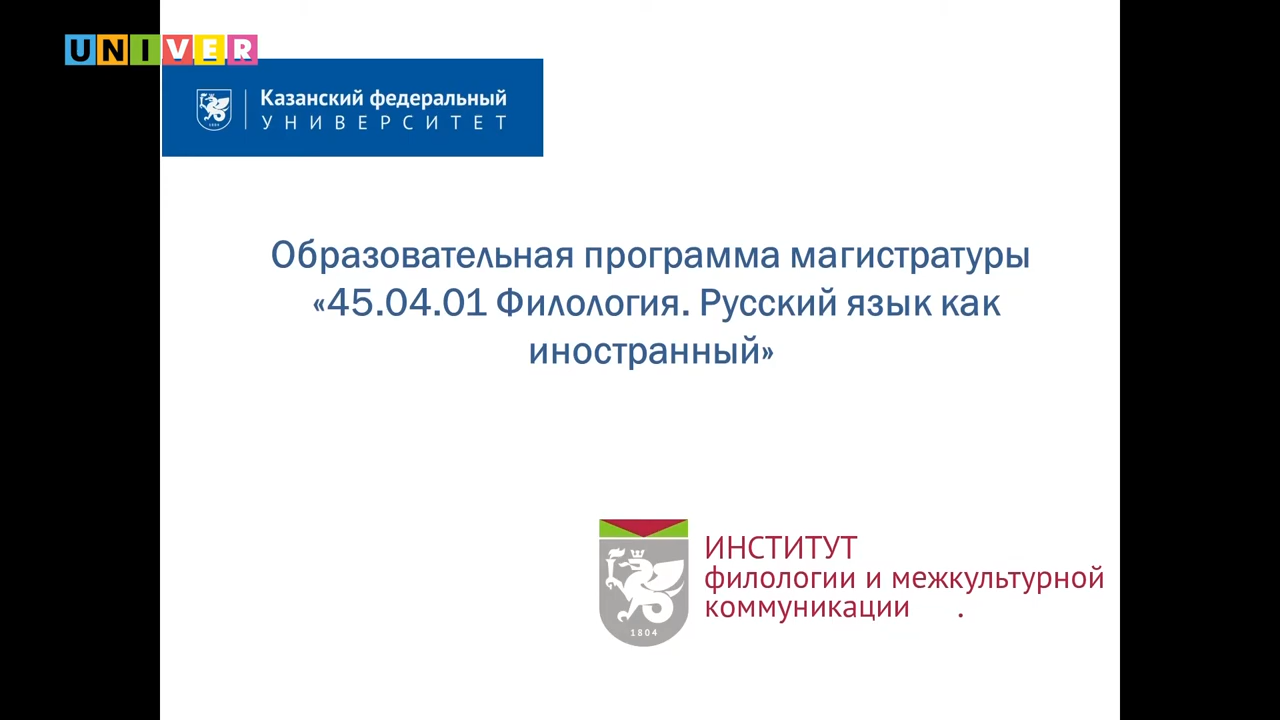 UNIVER
Казанский федеральный
УНИВЕРСИТЕТ
1804
Образовательная программа магистратуры
«45.04.01 Филология. Русский язык как
иностранный»
ИНСТИТУТ
филологии и межкультурной
коммуникации .
1804